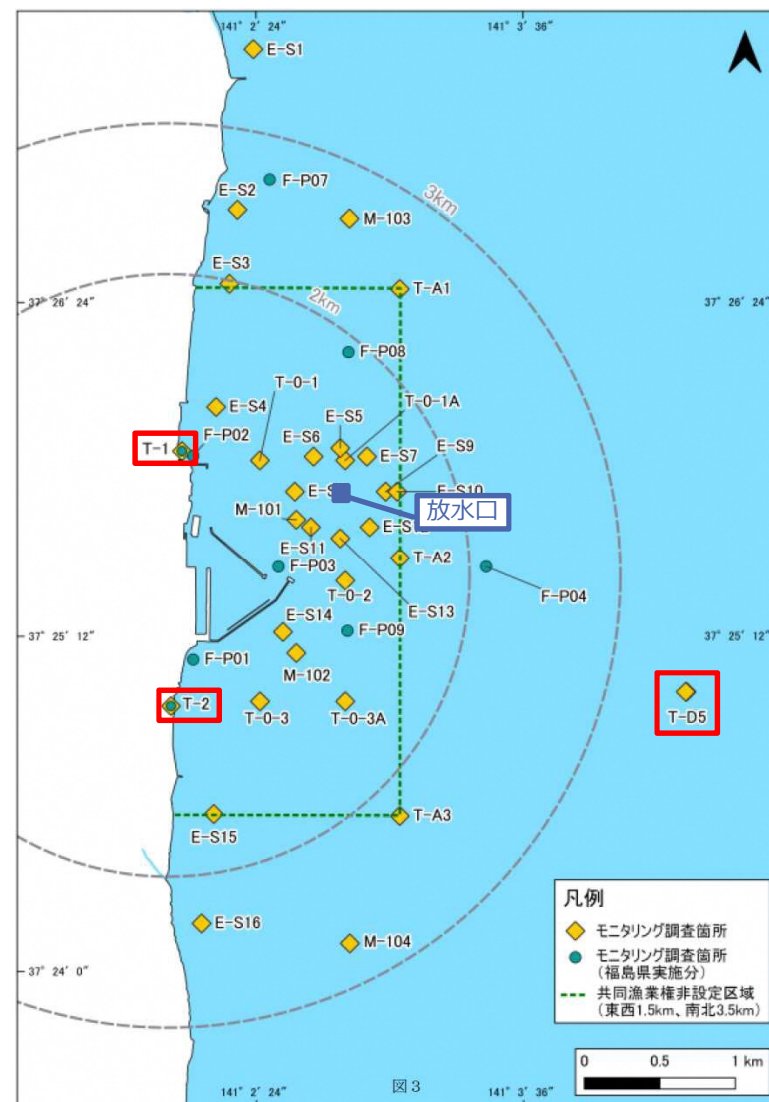 141° 2′ 24″
141° 3′ 36″
E-S1
F-P07
E-S2
M-103
3km
E-S3
T-A1
37° 26′ 24″
2km
37° 26′ 24″
F-P08
T-0-1
T-0-1A
E-S4
E-S5
F-P02
E-S6
E-S9
T-1
E-S7
E-S
E-S10
放水口
M-101
E-S12
E-S11
T-A2
F-P03
F-P04
T-0-2
E-S13
37° 25′ 12″
E-S14
F-P09
37° 25′ 12″
F-P01
M-102
T-2
T-0-3
T-0-3A
T-D5
E-S15
T-A3
E-S16
M-104
37° 24′ 0″
凡例
モニタリング調査箇所
モニタリング調査箇所
(福島県実施分)
共同漁業権非設定区域
(東西1.5km、南北3.5km)
0 0.5 1 km
141° 2′ 24″
図3
141° 3′ 36″